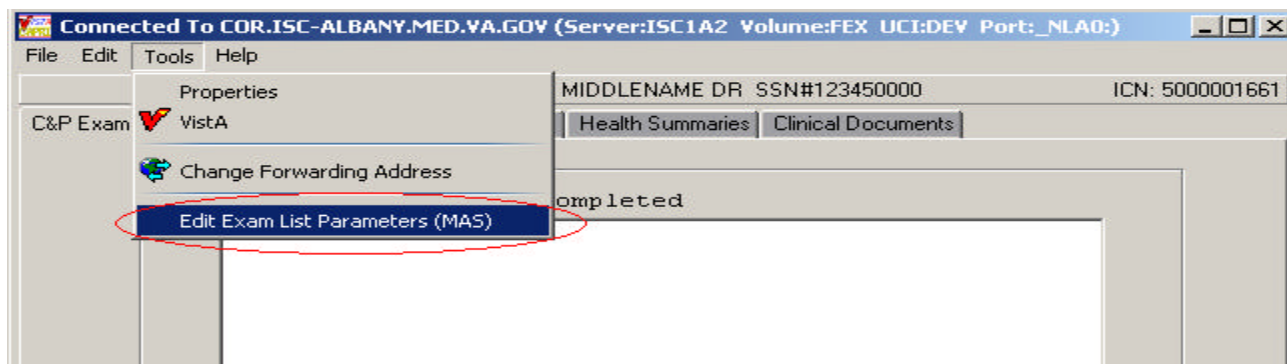 Connected To COR.ISC-ALBANY.MED.VA.GOV (Server:ISC1A2 Volume:FEX UCI:DEV Port:_NLA0:)
File Edit Tools Help
MIDDLENAME DR SSN#123450000 ICN: 5000001661
Properties
C&P Exam Health Summaries Clinical Documents
VistA
Change Forwarding Address
ompleted
Edit Exam List Parameters (MAS)